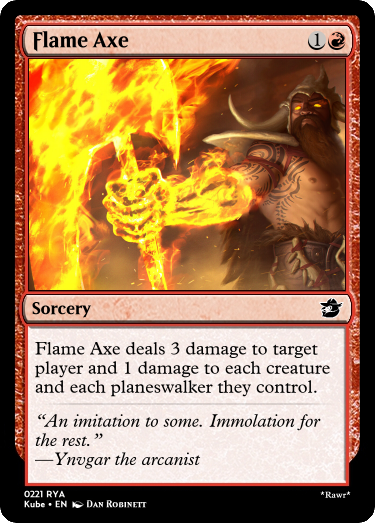 Flame Axe 1
Sorcery
Flame Axe deals 3 damage to target
player and 1 damage to each creature
and each planeswalker they control.
“An imitation to some. Immolation for
the rest.”
—Ynvgar the arcanist
0221 RYA
Kube • EN Dan Robinett
*Rawr*